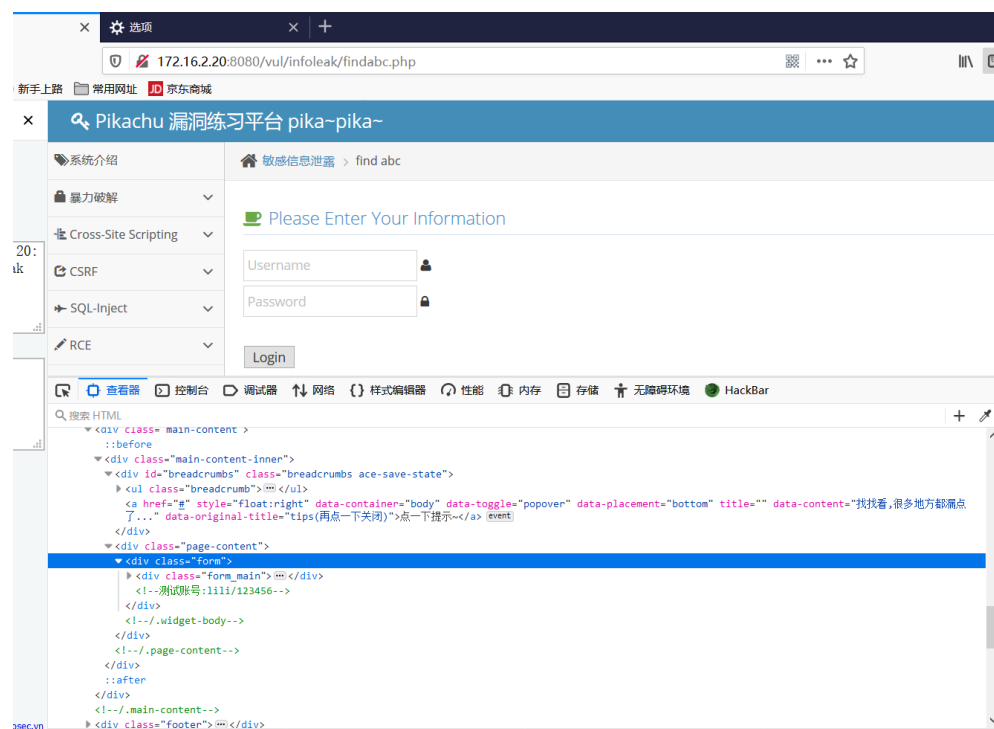 选项
172.16.2.20:8080/vul/infoleak/findabc.php
新手上路 常用网址 JD 京东商城
Pikachu 漏洞练习平台 pika~pika~
系统介绍
敏感信息泄露 > find abc
暴力破解
Please Enter Your Information
Cross-Site Scripting
20:
Username
CSRF
Password
SQL-Inject
RCE
Login
查看器 控制台 调试器 网络 {} 样式编辑器 性能 内存 存储 无障碍环境 HackBar
搜索 HTML
<div class="main-content">
::before
<div class="main-content-inner">
<div id="breadcrumbs" class="breadcrumbs ace-save-state">
<ul class="breadcrumb">⋯</ul>
<a href="#" style="float:right" data-container="body" data-toggle="popover" data-placement="bottom" title="" data-content="找找看,很多地方都漏点
了..." data-original-title="tips(再点一下关闭)">点一下提示~</a> event
</div>
<div class="page-content">
<div class="form">
<div class="form_main">⋯</div>
<!--测试账号:lili/123456-->
</div>
<!--/.widget-body-->
</div>
<!--/.page-content-->
</div>
::after
</div>
<!--/.main-content-->
<div class="footer">⋯</div>